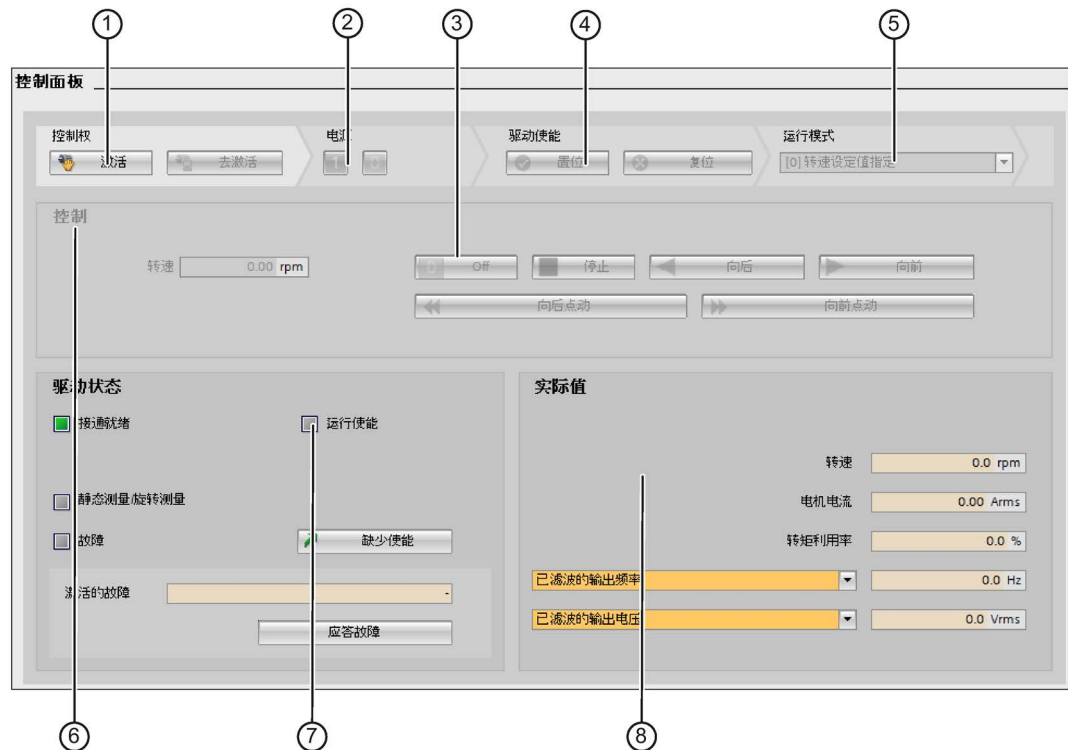 ① ② ③ ④ ⑤
控制面板
控制权 电源 驱动使能 运行模式
激活 去激活 1 0 置位 复位 [0]转速设定值指定
控制
转速 0.00 rpm 0 Off 停止 向后 向前
向后点动 向前点动
驱动状态 实际值
接通就绪 运行使能
转速 0.0 rpm
静态测量/旋转测量 电机电流 0.00 Arms
故障 缺少使能 转矩利用率 0.0 %
已滤波的输出频率 0.0 Hz
激活的故障 -
已滤波的输出电压 0.0 Vrms
应答故障
⑥ ⑦ ⑧